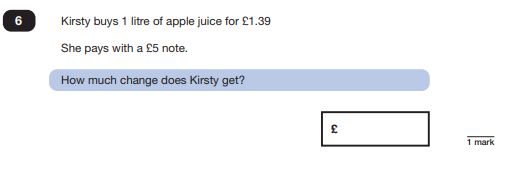 6 Kirsty buys 1 litre of apple juice for £1.39
She pays with a £5 note.
How much change does Kirsty get?
£
1 mark